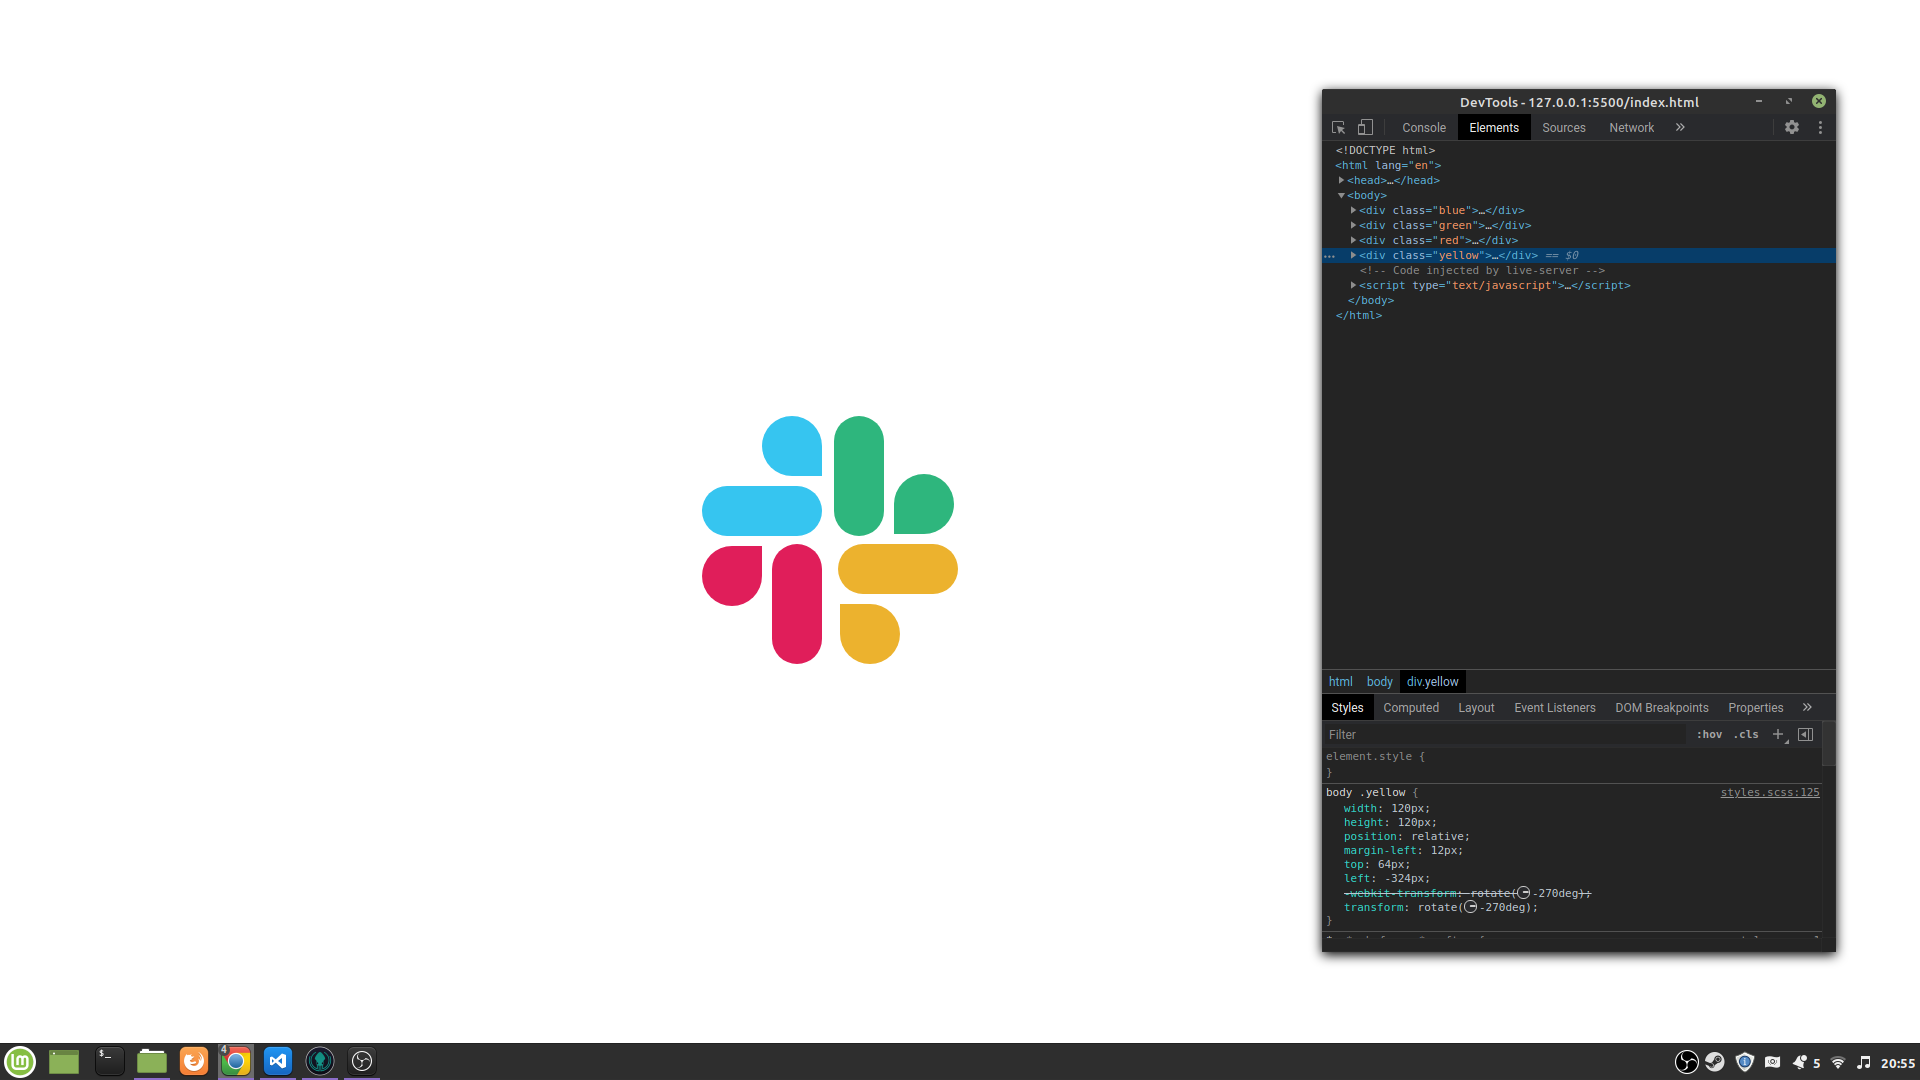 DevTools - 127.0.0.1:5500/index.html
Console Elements Sources Network »
<!DOCTYPE html>
<html lang="en">
<head>…</head>
<body>
<div class="blue">…</div>
<div class="green">…</div>
<div class="red">…</div>
<div class="yellow">…</div> == $0
<!-- Code injected by live-server -->
<script type="text/javascript">…</script>
</body>
</html>
html body div.yellow
Styles Computed Layout Event Listeners DOM Breakpoints Properties »
Filter :hov .cls +
element.style {
}
body .yellow { styles.scss:125
width: 120px;
height: 120px;
position: relative;
margin-left: 12px;
top: 64px;
left: -324px;
-webkit-transform: rotate(-270deg);
transform: rotate(-270deg);
}
$_ 4 5 20:55